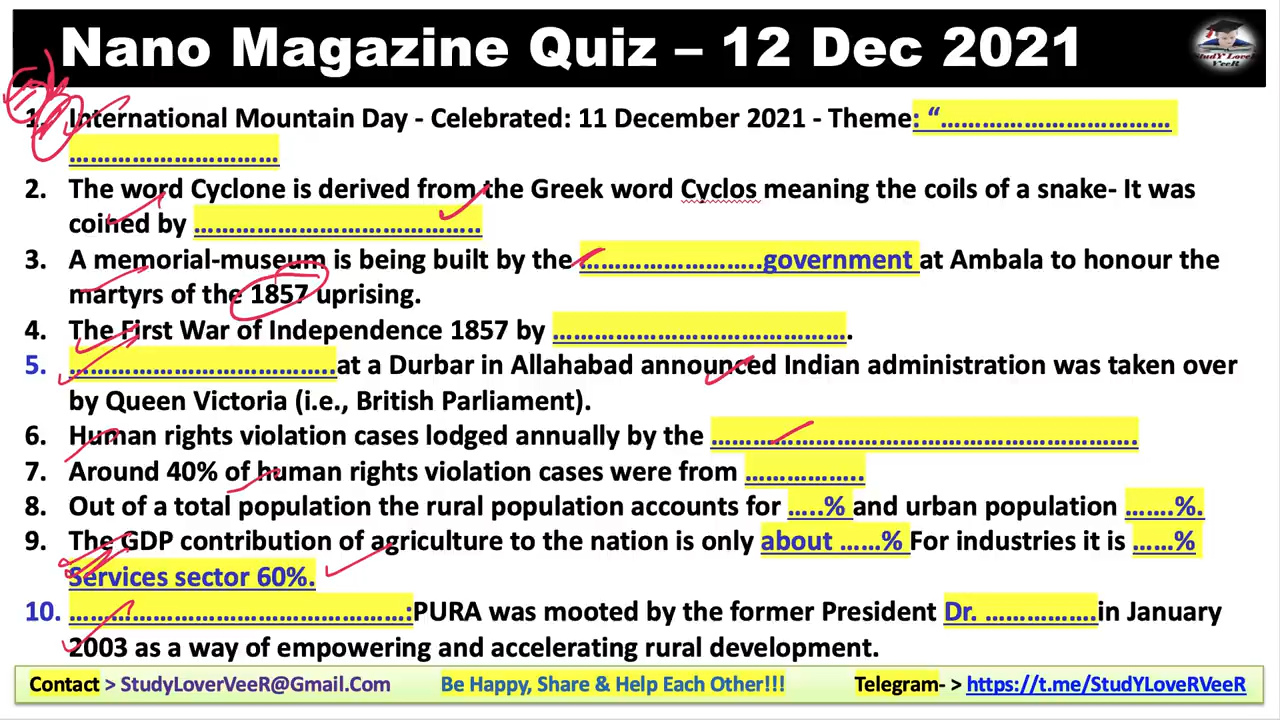 Nano Magazine Quiz – 12 Dec 2021
StudY LoveR
VeeR
1. International Mountain Day - Celebrated: 11 December 2021 - Theme: “……………………………
…………………………
2. The word Cyclone is derived from the Greek word Cyclos meaning the coils of a snake- It was
coined by …………………………………..
3. A memorial-museum is being built by the ……………………..government at Ambala to honour the
martyrs of the 1857 uprising.
4. The First War of Independence 1857 by ……………………………………
5. ………………………………..at a Durbar in Allahabad announced Indian administration was taken over
by Queen Victoria (i.e., British Parliament).
6. Human rights violation cases lodged annually by the …………………………………………………….
7. Around 40% of human rights violation cases were from ……………..
8. Out of a total population the rural population accounts for …..% and urban population …….%.
9. The GDP contribution of agriculture to the nation is only about ……% For industries it is ……%
Services sector 60%.
10. …………………………………………:PURA was mooted by the former President Dr. …………….in January
2003 as a way of empowering and accelerating rural development.
Contact > StudyLoverVeeR@Gmail.Com Be Happy, Share & Help Each Other!!! Telegram- > https://t.me/StudYLoveRVeeR